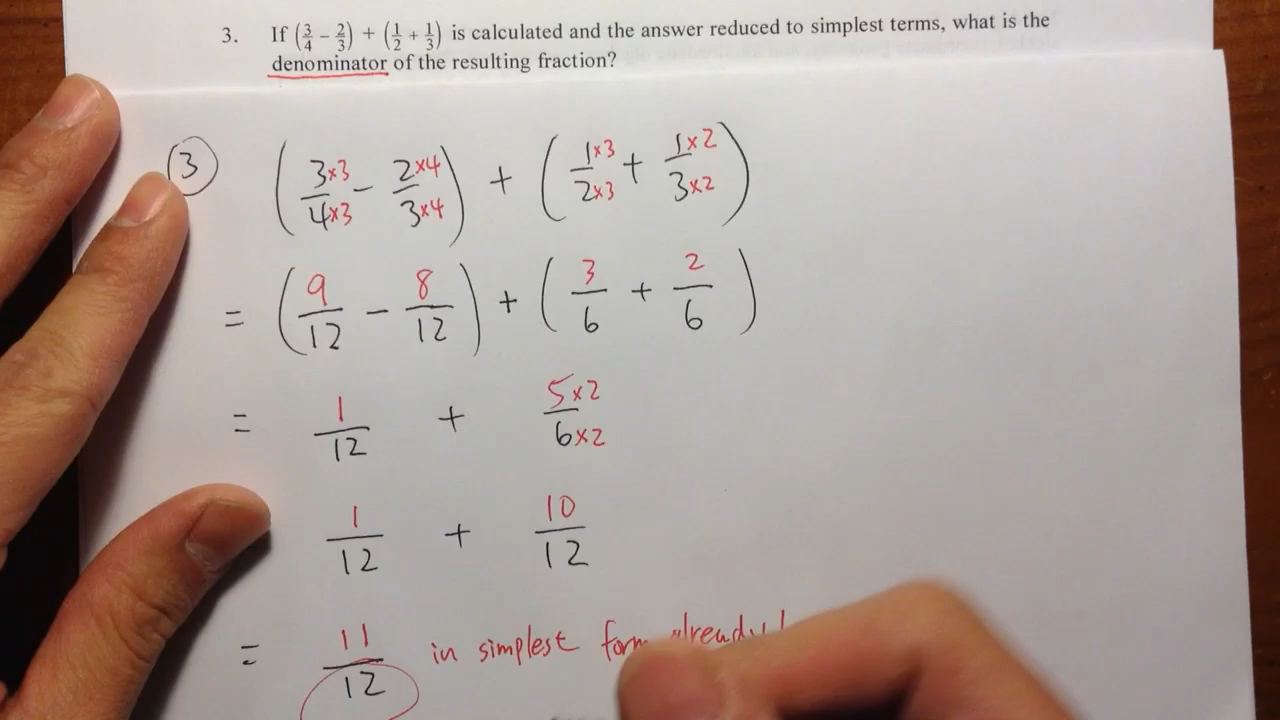 3. If (3/4 - 2/3) + (1/2 + 1/3) is calculated and the answer reduced to simplest terms, what is the
denominator of the resulting fraction?
③ (3×3/4×3 - 2×4/3×4) + (1×3/2×3 + 1×2/3×2)
= (9/12 - 8/12) + (3/6 + 2/6)
= 1/12 + 5×2/6×2
1/12 + 10/12
= 11/12 in simplest form already!